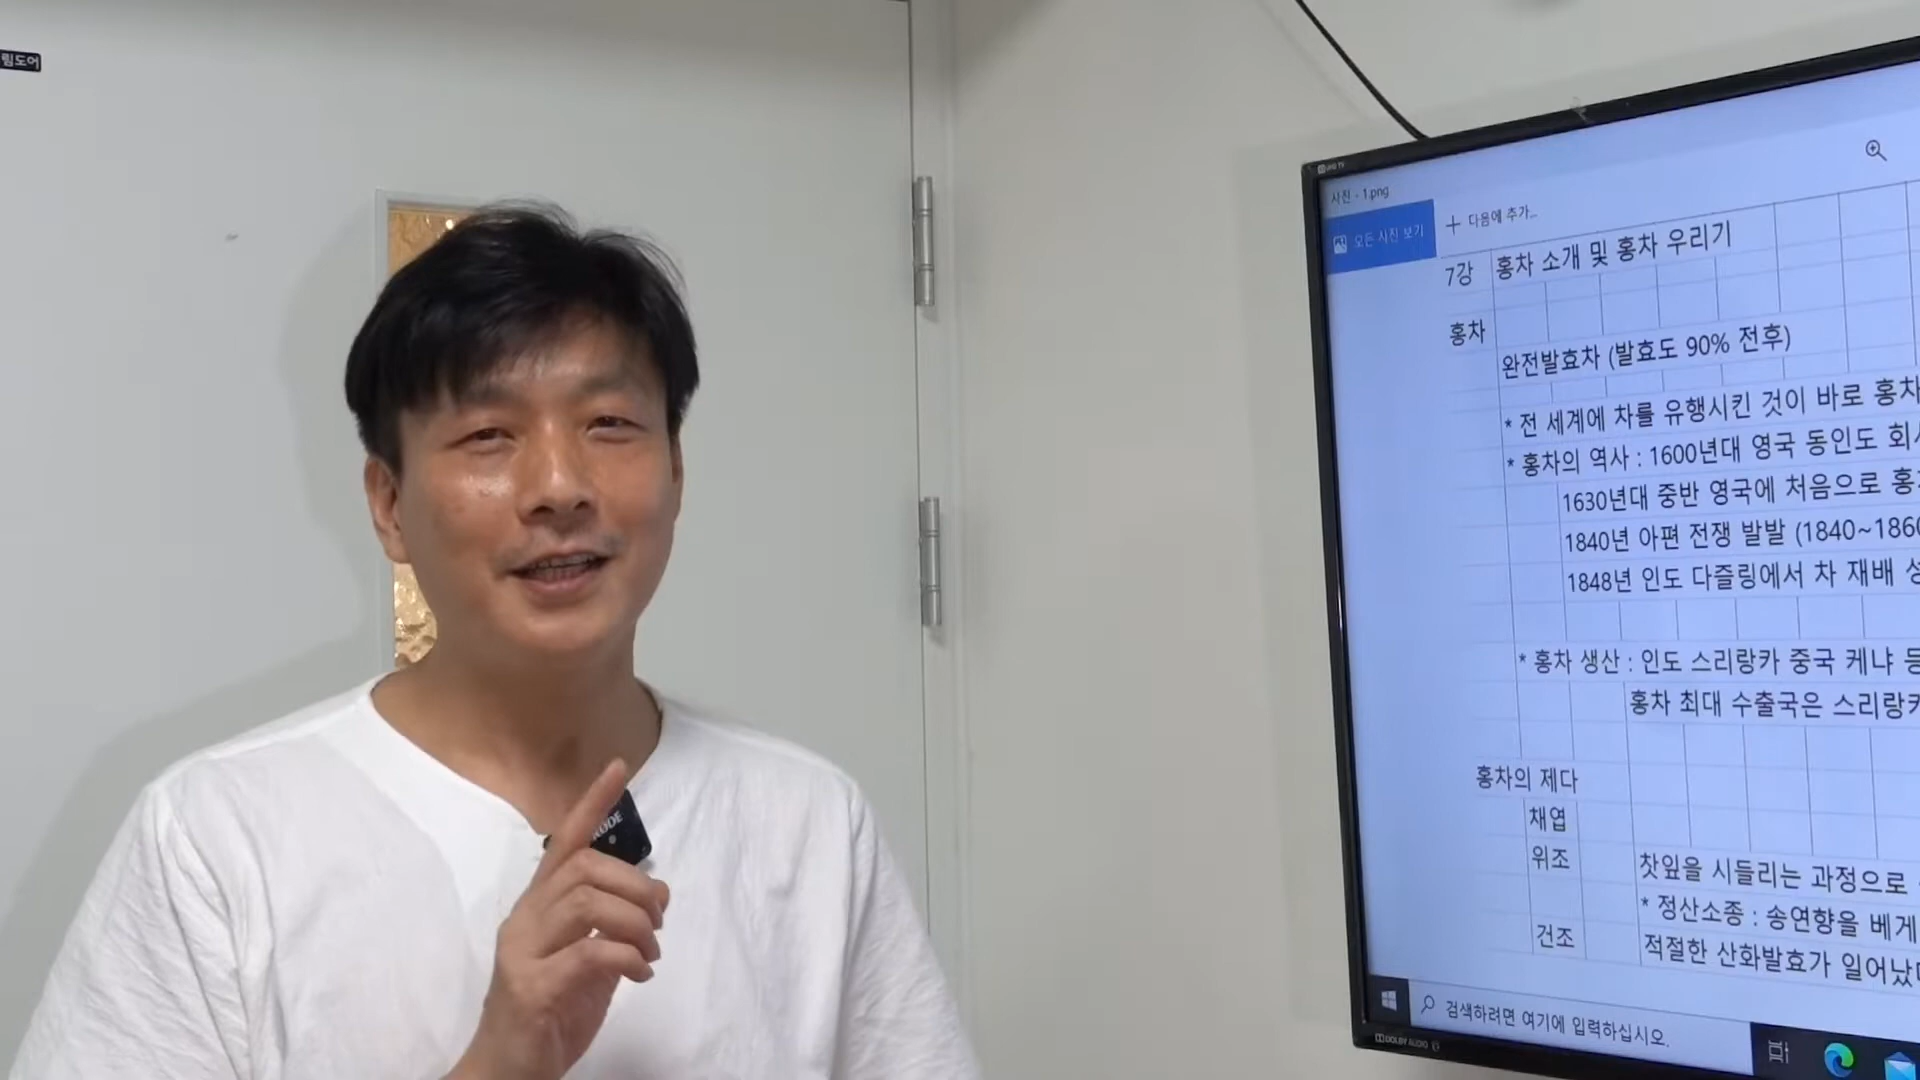 림도어
사진 - 1.png
모든 사진 보기
다음에 추가...
7강 홍차 소개 및 홍차 우리기
홍차
완전발효차 (발효도 90% 전후)
* 전 세계에 차를 유행시킨 것이 바로 홍차
* 홍차의 역사 : 1600년대 영국 동인도 회사
1630년대 중반 영국에 처음으로 홍차
1840년 아편 전쟁 발발 (1840~1860
1848년 인도 다즐링에서 차 재배 성
* 홍차 생산 : 인도 스리랑카 중국 케냐 등
홍차 최대 수출국은 스리랑카
홍차의 제다
채엽
위조 찻잎을 시들리는 과정으로
* 정산소종 : 송연향을 베게
건조 적절한 산화발효가 일어났다
검색하려면 여기에 입력하십시오.
DOLBY AUDIO
RODE